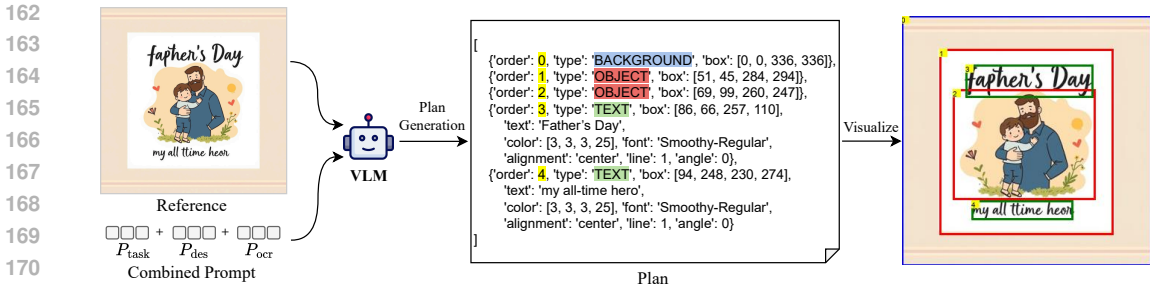 162
163
164
165
166
167
168
169
170
fapher's Day
my all ttime heor
Reference
P_task + P_des + P_ocr
Combined Prompt
VLM
Plan
Generation
[
{'order': 0, 'type': 'BACKGROUND', 'box': [0, 0, 336, 336]},
{'order': 1, 'type': 'OBJECT', 'box': [51, 45, 284, 294]},
{'order': 2, 'type': 'OBJECT', 'box': [69, 99, 260, 247]},
{'order': 3, 'type': 'TEXT', 'box': [86, 66, 257, 110],
'text': 'Father's Day',
'color': [3, 3, 3, 25], 'font': 'Smoothy-Regular',
'alignment': 'center', 'line': 1, 'angle': 0},
{'order': 4, 'type': 'TEXT', 'box': [94, 248, 230, 274],
'text': 'my all-time hero',
'color': [3, 3, 3, 25], 'font': 'Smoothy-Regular',
'alignment': 'center', 'line': 1, 'angle': 0}
]
Plan
Visualize
0
1
3
fapher's Day
2
4
my all ttime heor